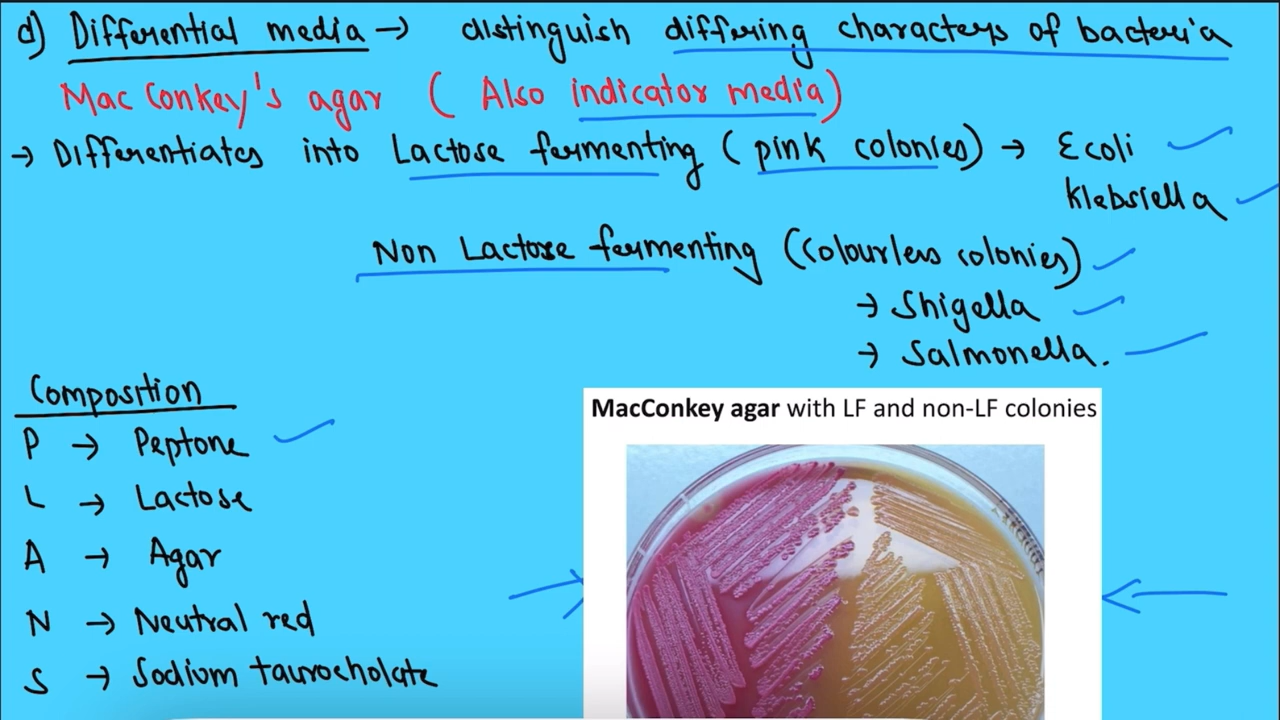 d) Differential media → distinguish differing characters of bacteria
Mac Conkey's agar ( Also indicator media)
→ Differentiates into Lactose fermenting ( pink colonies) → Ecoli
Klebsiella
Non Lactose fermenting (Colourless colonies)
→ Shigella
→ Salmonella.
Composition
P → Peptone
L → Lactose
A → Agar
N → Neutral red
S → Sodium taurocholate
MacConkey agar with LF and non-LF colonies